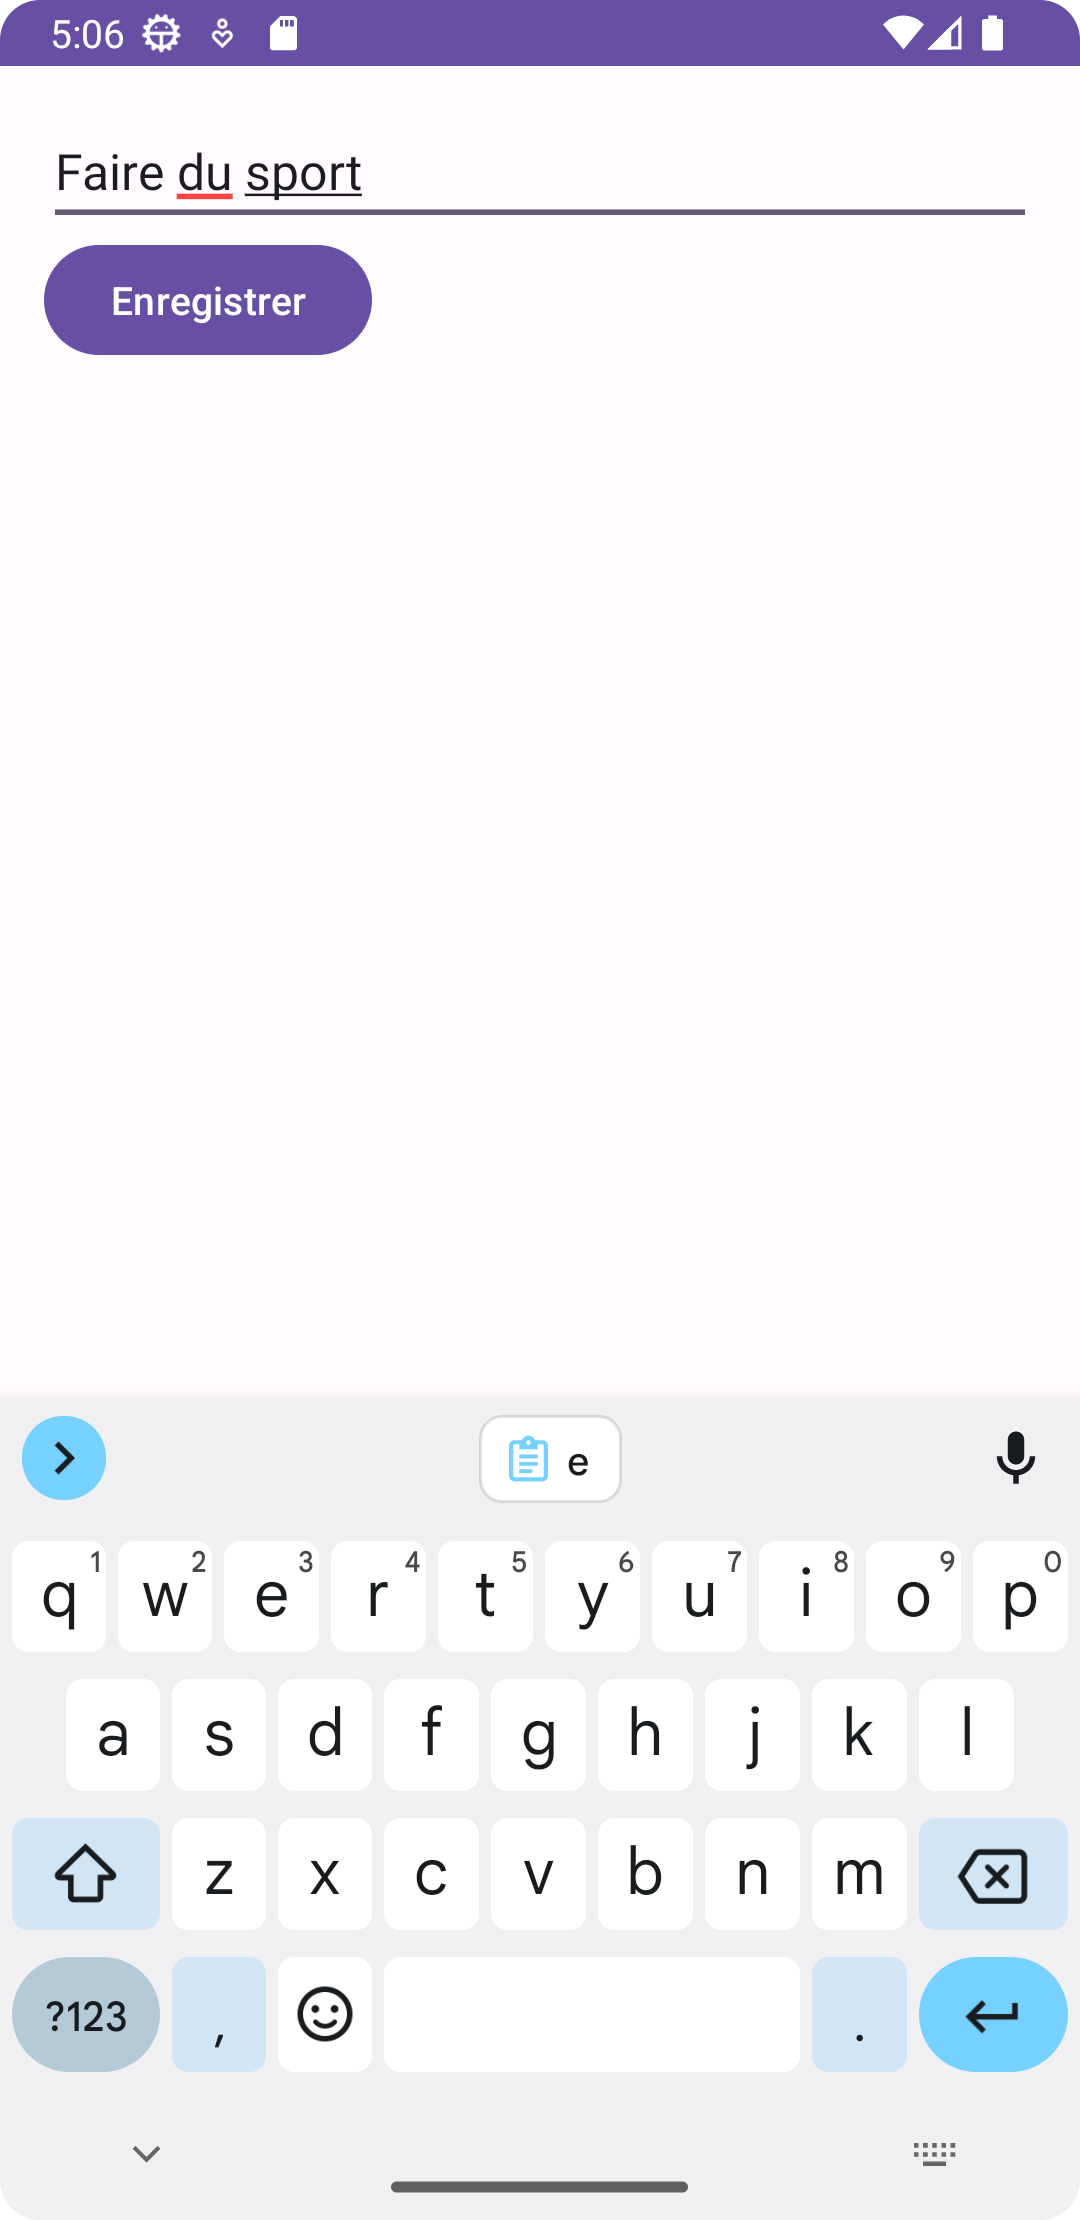 5:06
Faire du sport
Enregistrer
e
q 1 w 2 e 3 r 4 t 5 y 6 u 7 i 8 o 9 p 0
a s d f g h j k l
z x c v b n m
?123 , .